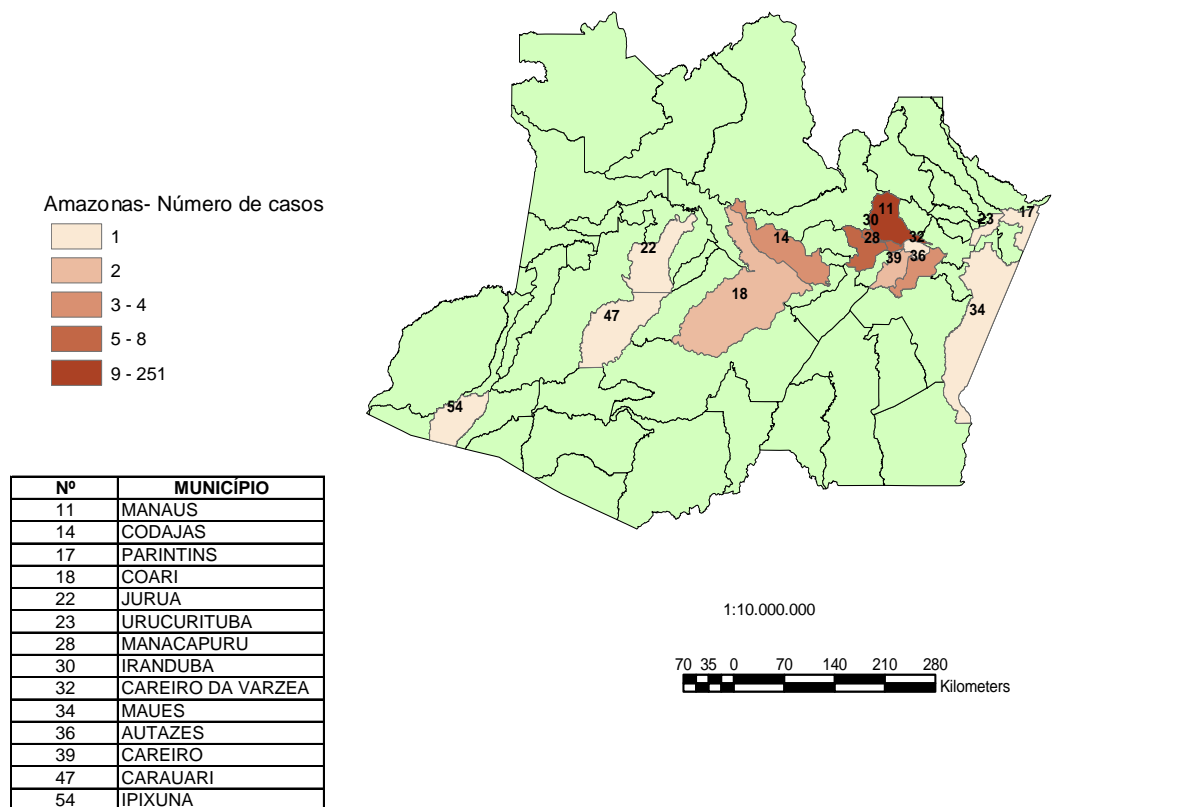 11
17
30
23
28
32
14
22
39
36
18
34
47
54
Amazonas- Número de casos
1
2
3 - 4
5 - 8
9 - 251
Nº MUNICÍPIO
11 MANAUS
14 CODAJAS
17 PARINTINS
18 COARI
22 JURUA
23 URUCURITUBA
28 MANACAPURU
30 IRANDUBA
32 CAREIRO DA VARZEA
34 MAUES
36 AUTAZES
39 CAREIRO
47 CARAUARI
54 IPIXUNA
1:10.000.000
70 35 0 70 140 210 280
Kilometers